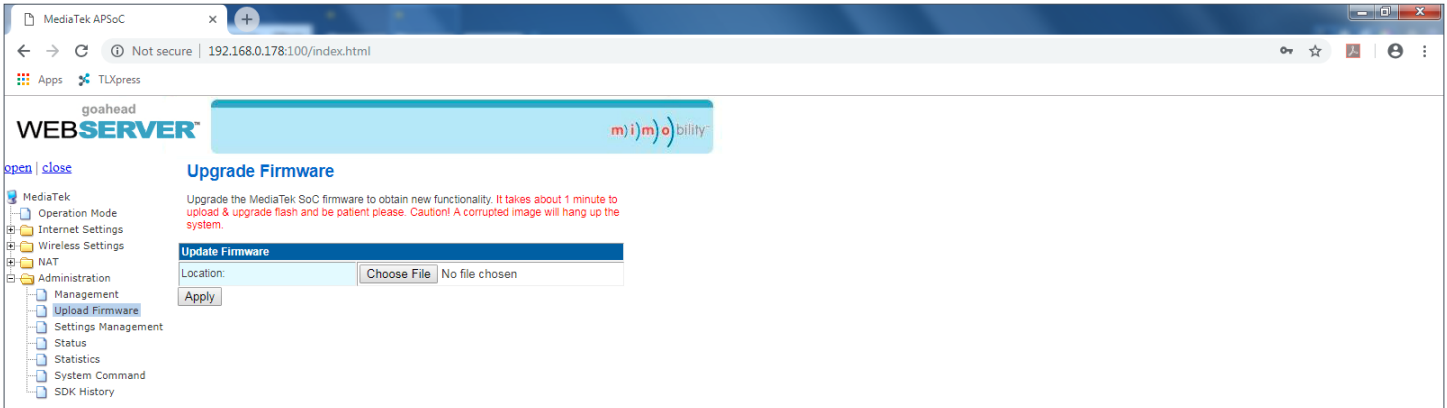 MediaTek APSoC
Not secure | 192.168.0.178:100/index.html
Apps TLXpress
goahead
WEBSERVER™
m)i)m)o)bility™
open | close
Upgrade Firmware
Upgrade the MediaTek SoC firmware to obtain new functionality. It takes about 1 minute to
upload & upgrade flash and be patient please. Caution! A corrupted image will hang up the
system.
Update Firmware
Location: Choose File No file chosen
Apply
MediaTek
Operation Mode
Internet Settings
Wireless Settings
NAT
Administration
Management
Upload Firmware
Settings Management
Status
Statistics
System Command
SDK History